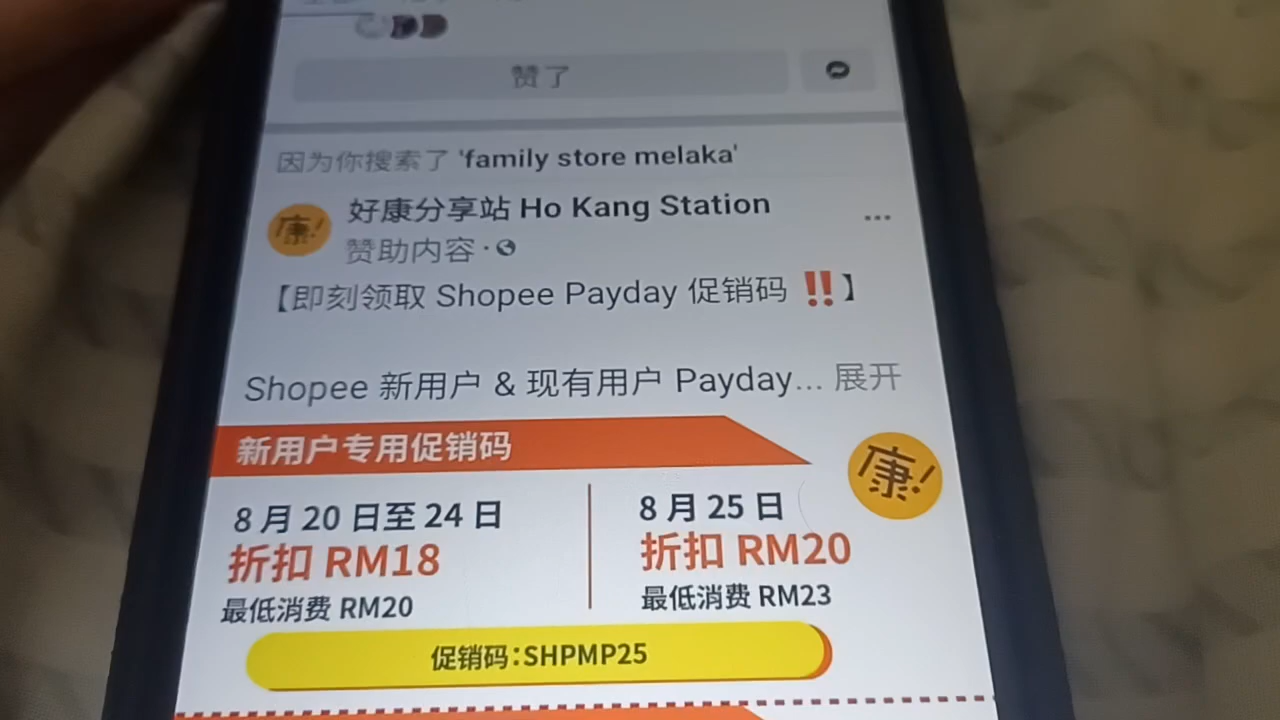 赞了
因为你搜索了 'family store melaka'
康!
好康分享站 Ho Kang Station
赞助内容 ·
【即刻领取 Shopee Payday 促销码 ‼️】
Shopee 新用户 & 现有用户 Payday... 展开
新用户专用促销码
康!
8 月 20 日至 24 日
折扣 RM18
最低消费 RM20
8 月 25 日
折扣 RM20
最低消费 RM23
促销码:SHPMP25